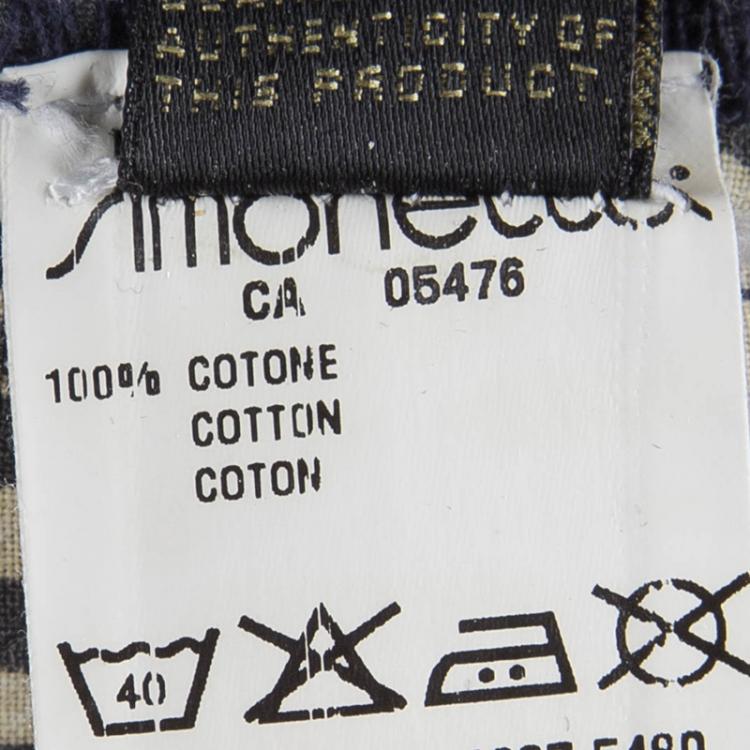 AUTHENTICITY OF
THIS PRODUCT.
simonetta
CA 05476
100% COTONE
COTTON
COTON
40